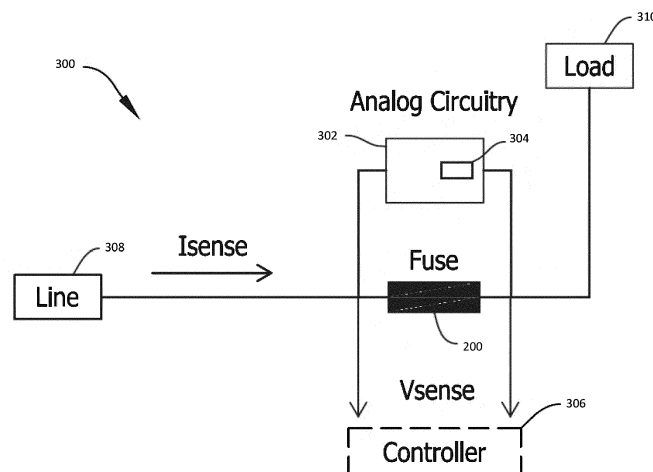 310
300
Load
Analog Circuitry
302
304
308
Isense
Fuse
Line
200
Vsense
306
Controller